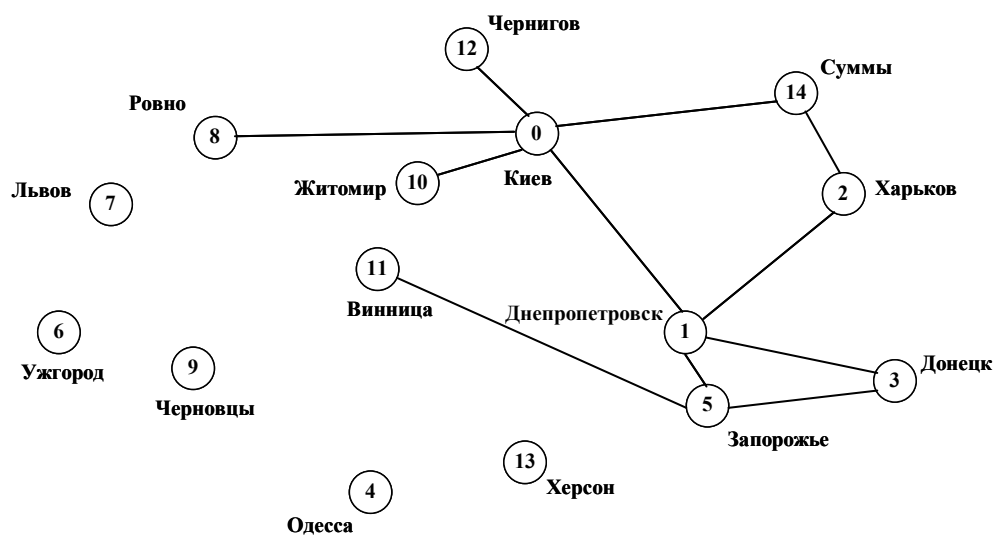 Чернигов
12
Суммы
14
Ровно
8
0
Киев
Житомир
10
Львов
7
2
Харьков
11
Винница
Днепропетровск
1
6
Ужгород
9
Черновцы
3
Донецк
5
Запорожье
13
Херсон
4
Одесса